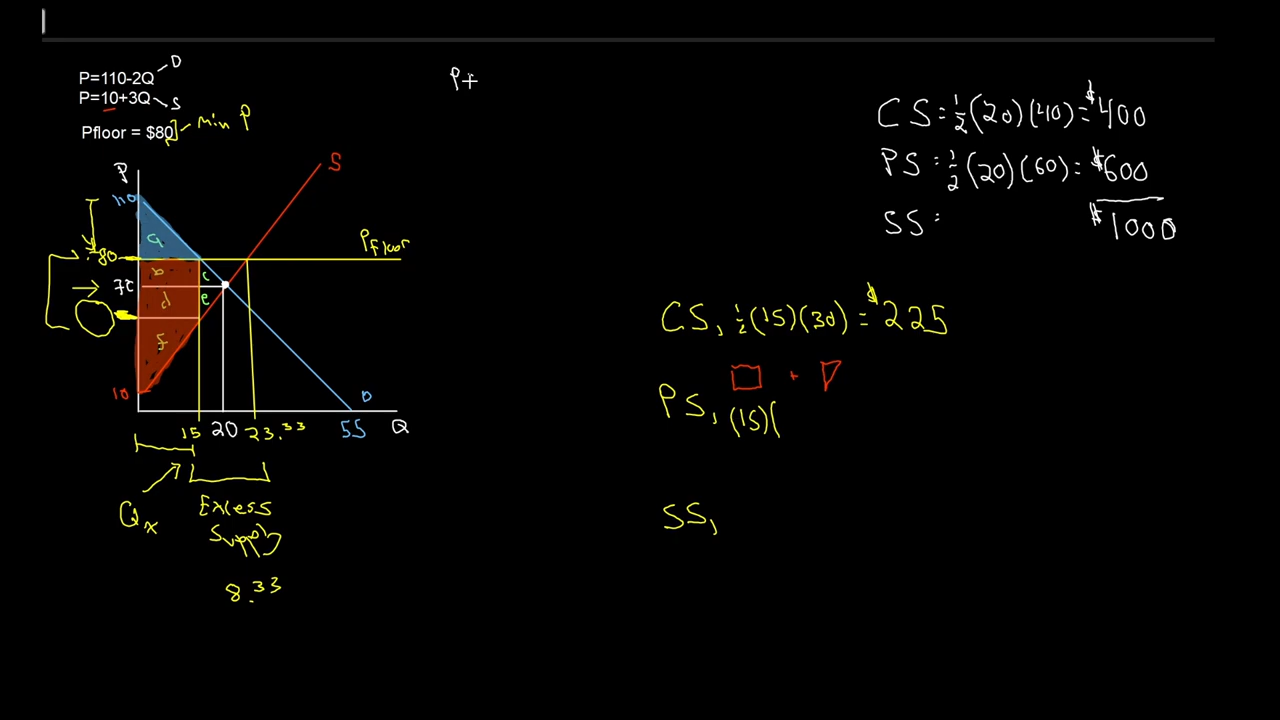 P=110-2Q D
P=10+3Q S
Pfloor = $80 min P
P+
CS=½(20)(40)=$400
PS=½(20)(60)=$600
SS= $1000
P
S
110
a
80
Pfloor
b c
70
d e
f
10
D
15 20 23.33 55 Q
Qx
Excess
Supply
8.33
CS, ½(15)(30)=$225
+
PS, (15)(
SS,